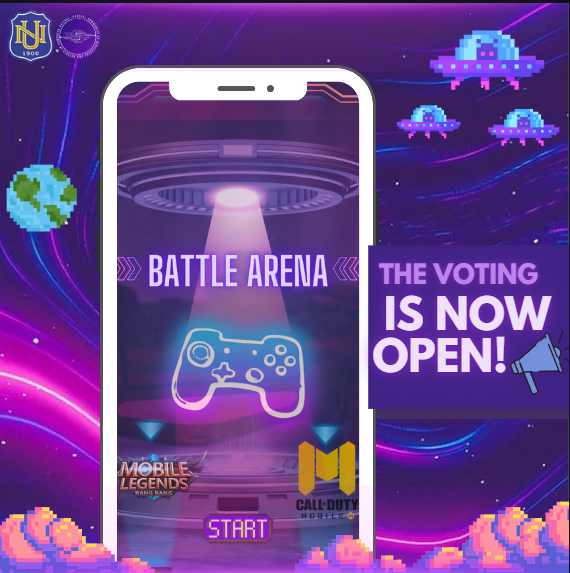 NU
1900
BATTLE ARENA
THE VOTING
IS NOW
OPEN!
MOBILE
LEGENDS
BANG BANG
CALL OF DUTY
MOBILE
START